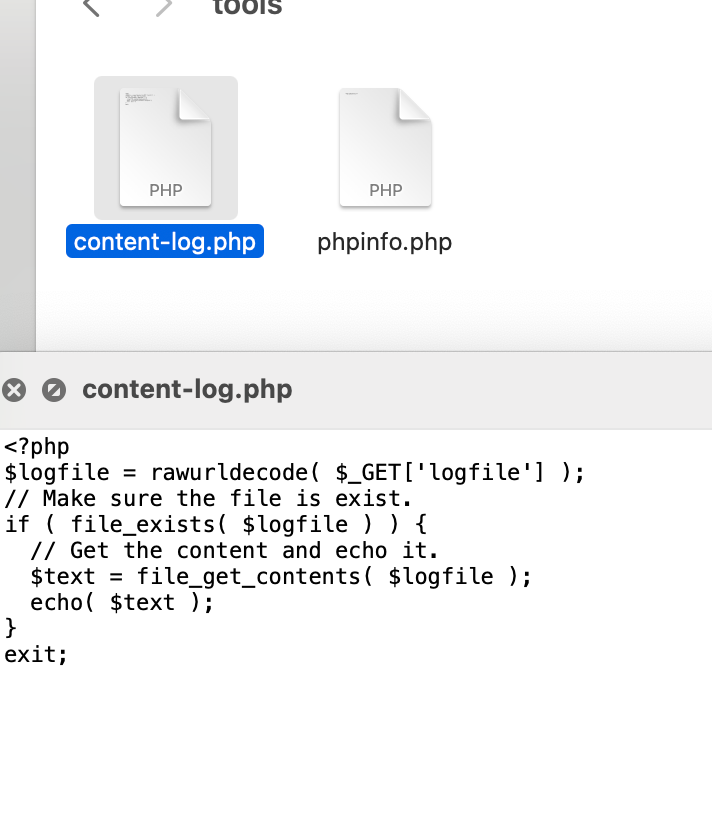 tools
PHP
PHP
content-log.php
phpinfo.php
content-log.php
<?php
$logfile = rawurldecode( $_GET['logfile'] );
// Make sure the file is exist.
if ( file_exists( $logfile ) ) {
  // Get the content and echo it.
  $text = file_get_contents( $logfile );
  echo( $text );
}
exit;